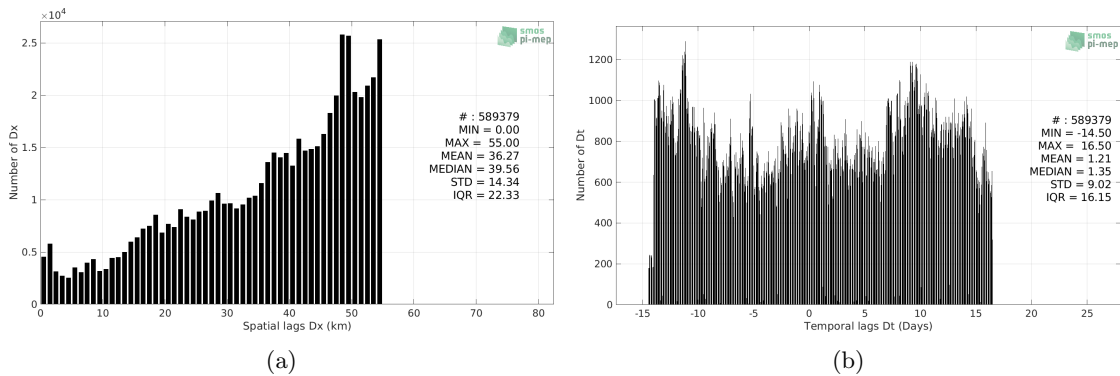 ×10⁴
2.5
2
1.5
1
0.5
0
Number of Dx
smos
pi-mep
# : 589379
MIN = 0.00
MAX = 55.00
MEAN = 36.27
MEDIAN = 39.56
STD = 14.34
IQR = 22.33
0 10 20 30 40 50 60 70 80
Spatial lags Dx (km)
(a)
1200
1000
800
600
400
200
0
Number of Dt
smos
pi-mep
# : 589379
MIN = -14.50
MAX = 16.50
MEAN = 1.21
MEDIAN = 1.35
STD = 9.02
IQR = 16.15
-15 -10 -5 0 5 10 15 20 25
Temporal lags Dt (Days)
(b)